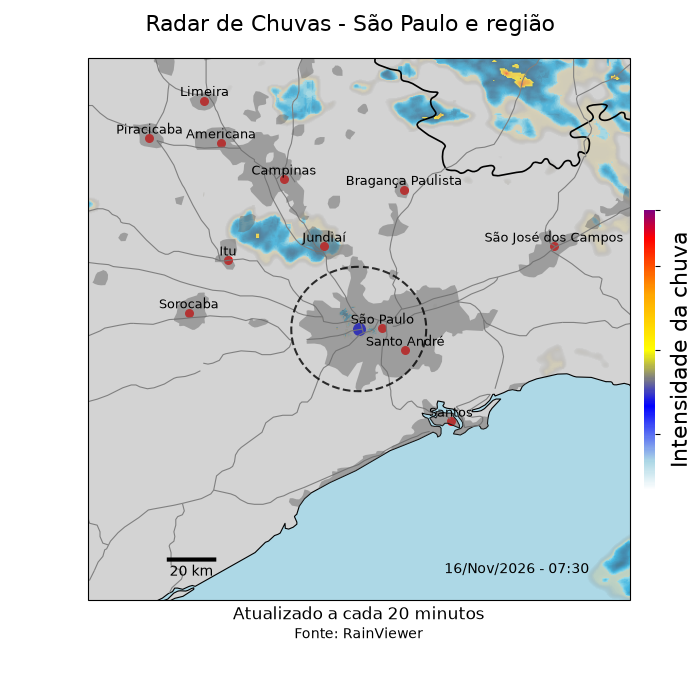 Radar de Chuvas - São Paulo e região
Limeira
Piracicaba
Americana
Campinas
Bragança Paulista
Itu
Jundiaí
São José dos Campos
Sorocaba
São Paulo
Santo André
Santos
Intensidade da chuva
20 km
16/Nov/2026 - 07:30
Atualizado a cada 20 minutos
Fonte: RainViewer